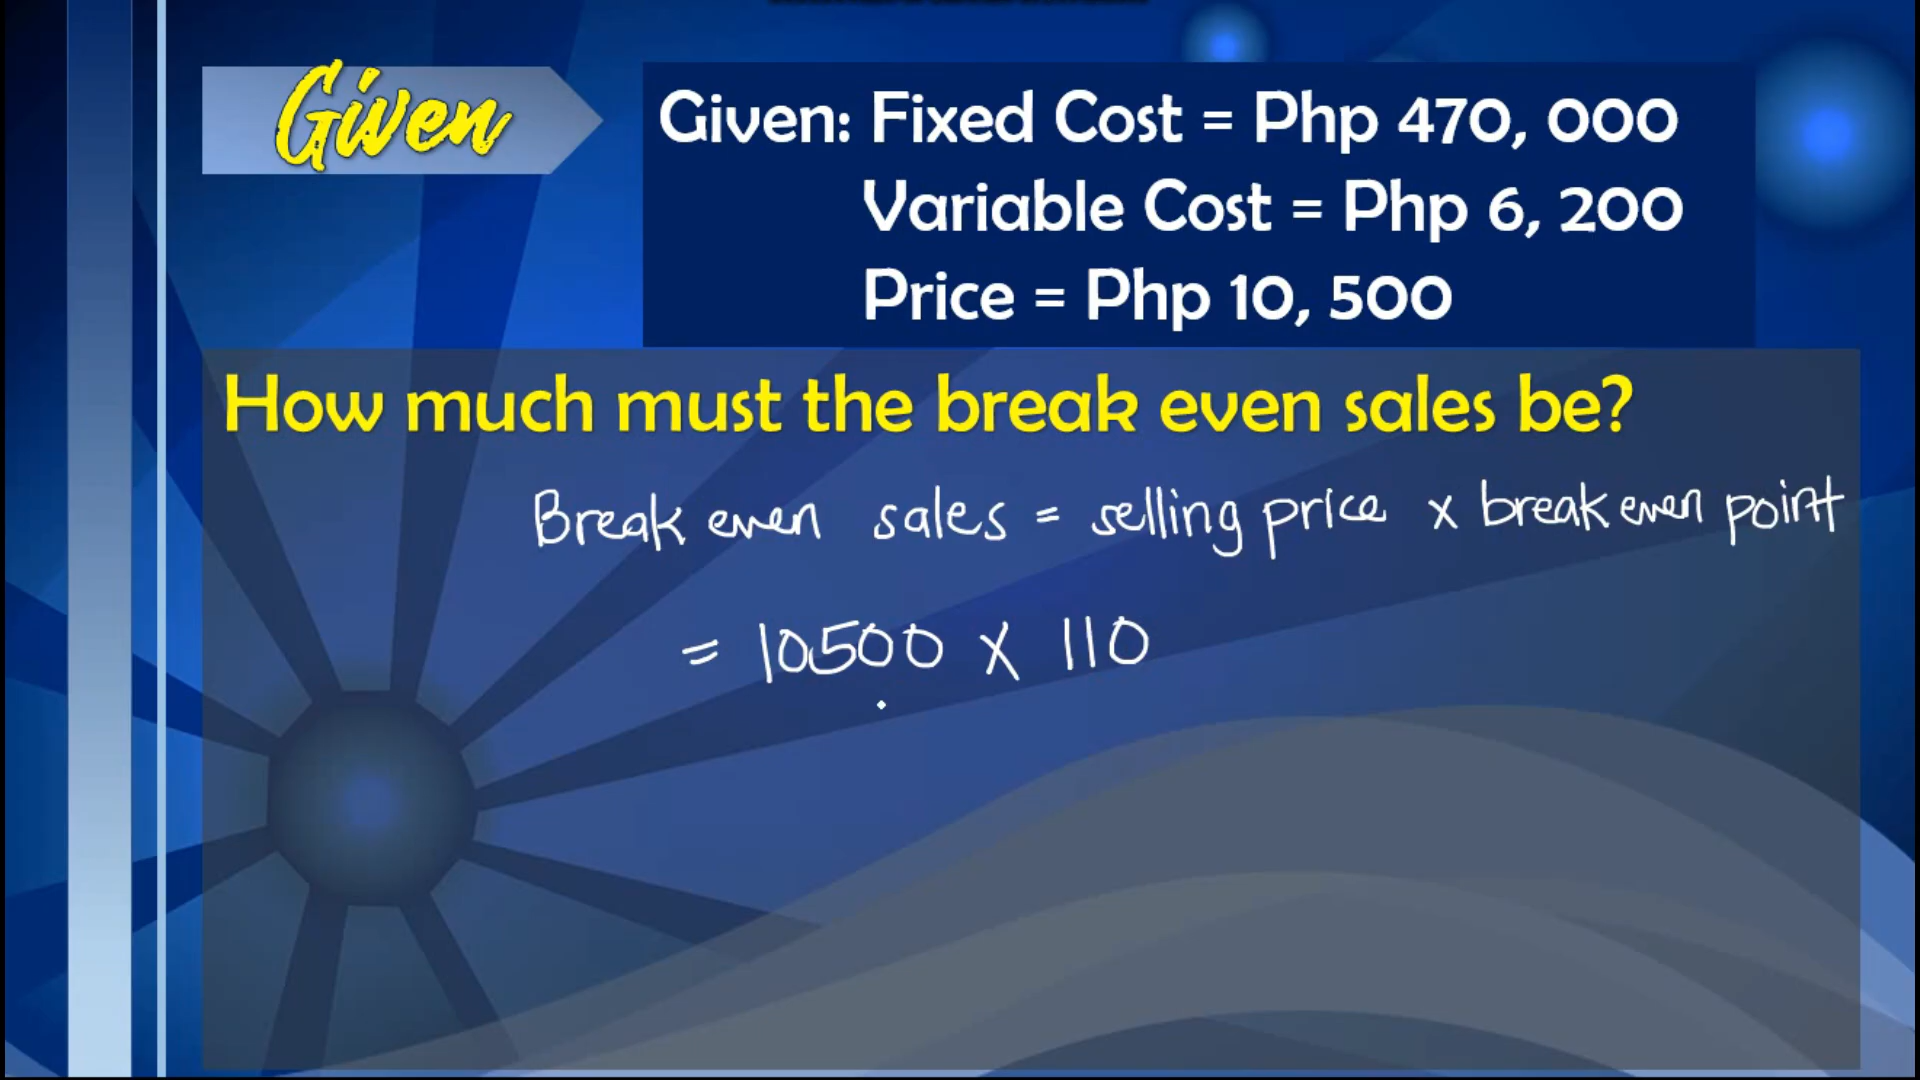 Given
Given: Fixed Cost = Php 470, 000
Variable Cost = Php 6, 200
Price = Php 10, 500
How much must the break even sales be?
Break even sales = selling price x break even point
= 10500 x 110